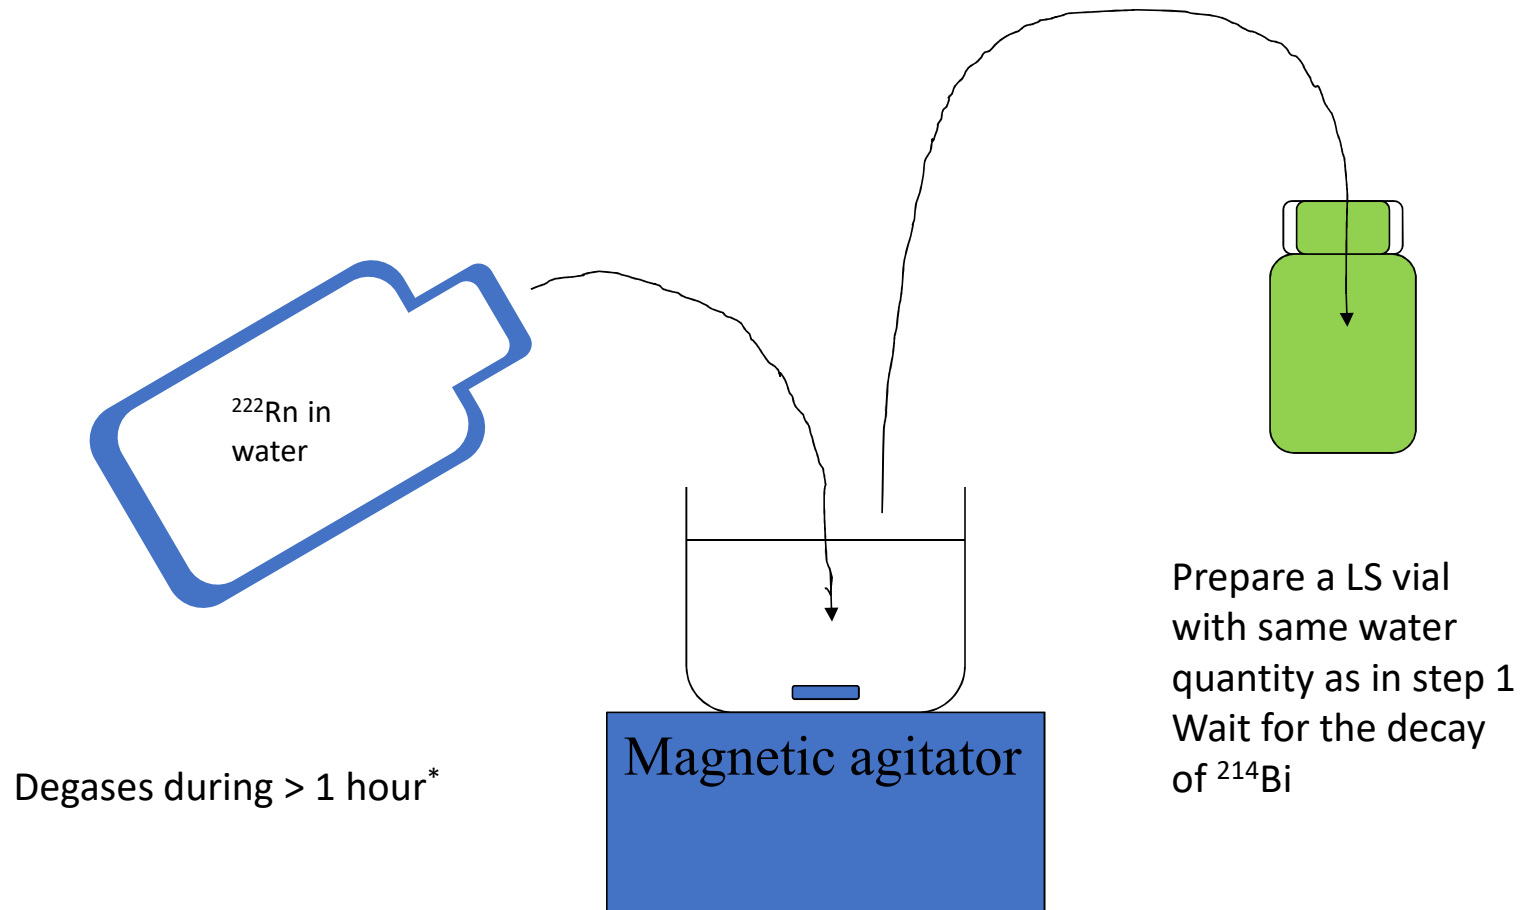 ²²²Rn in
water
Magnetic agitator
Degases during > 1 hour*
Prepare a LS vial
with same water
quantity as in step 1
Wait for the decay
of ²¹⁴Bi